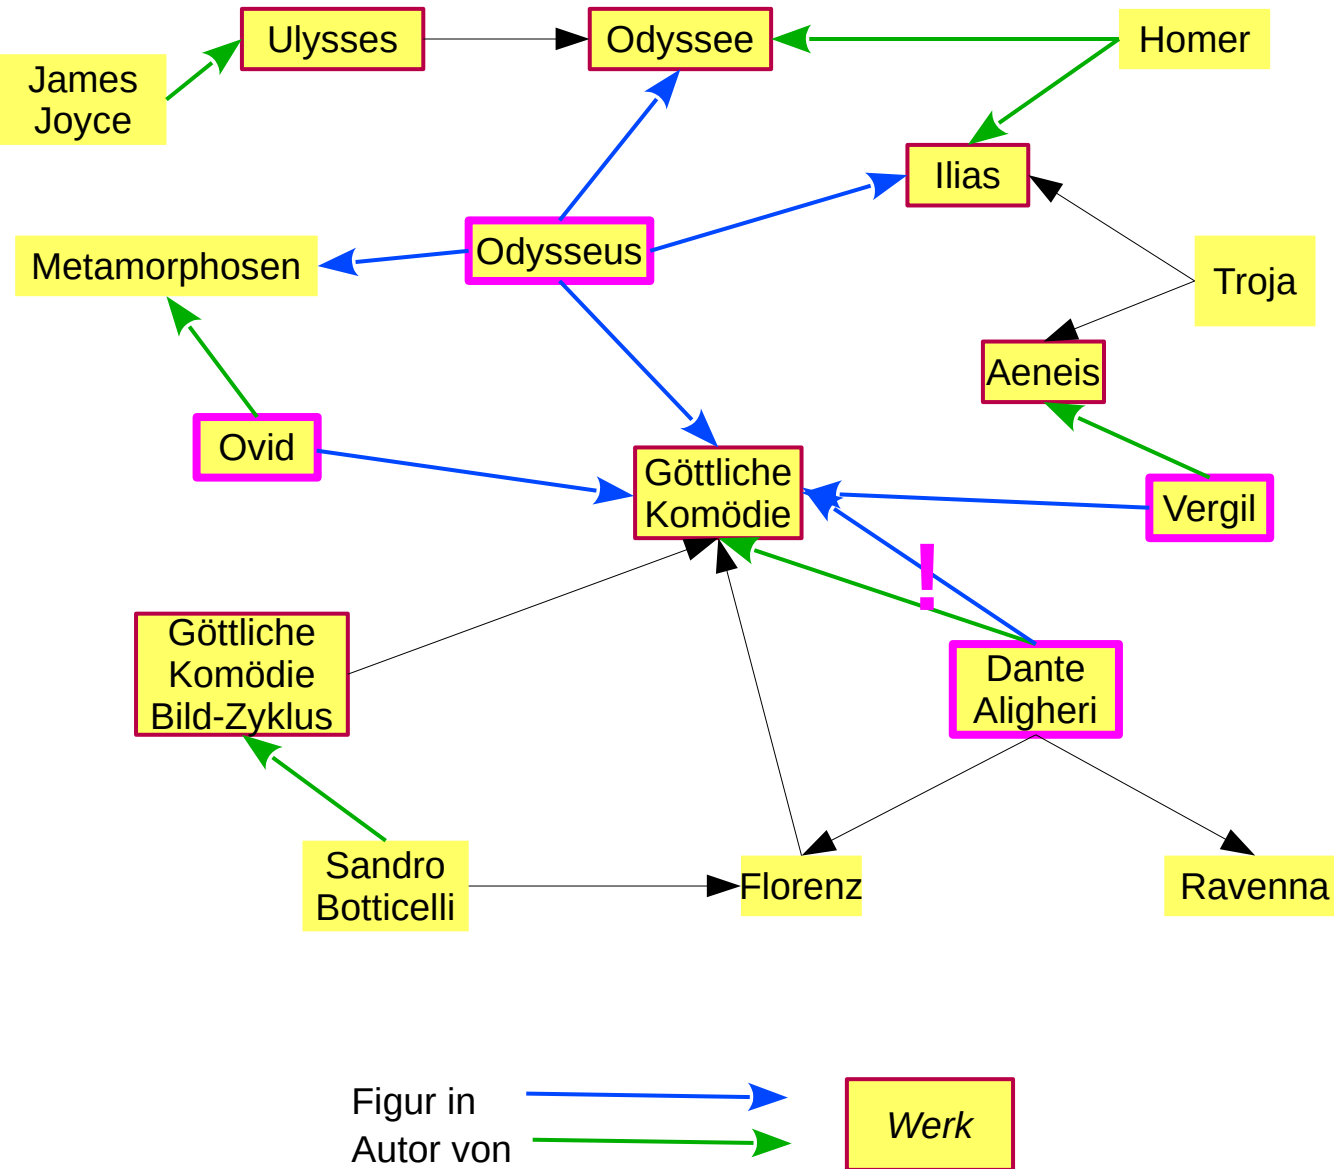 Ulysses
Odyssee
Homer
James
Joyce
Ilias
Odysseus
Metamorphosen
Troja
Aeneis
Ovid
Göttliche
Komödie
Vergil
!
Göttliche
Komödie
Bild-Zyklus
Dante
Aligheri
Sandro
Botticelli
Florenz
Ravenna
Figur in
Autor von
Werk